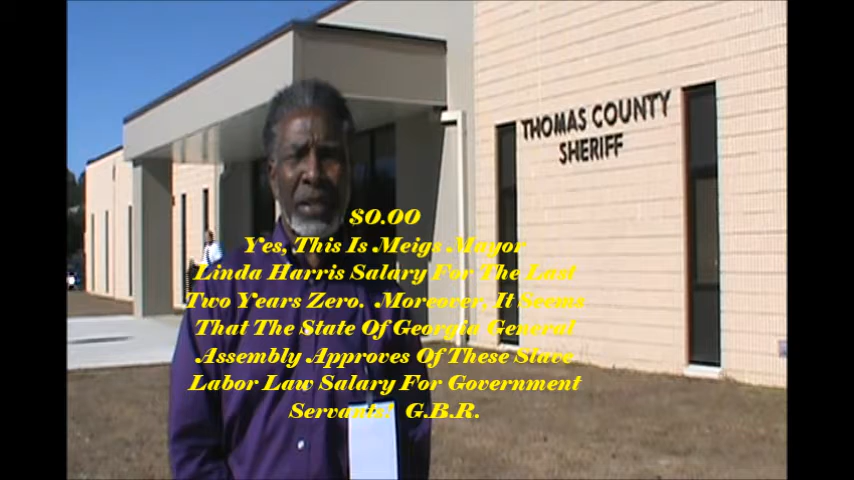 THOMAS COUNTY
SHERIFF
$0.00
Yes, This Is Meigs Mayor
Linda Harris Salary For The Last
Two Years Zero. Moreover, It Seems
That The State Of Georgia General
Assembly Approves Of These Slave
Labor Law Salary For Government
Servants! G.B.R.